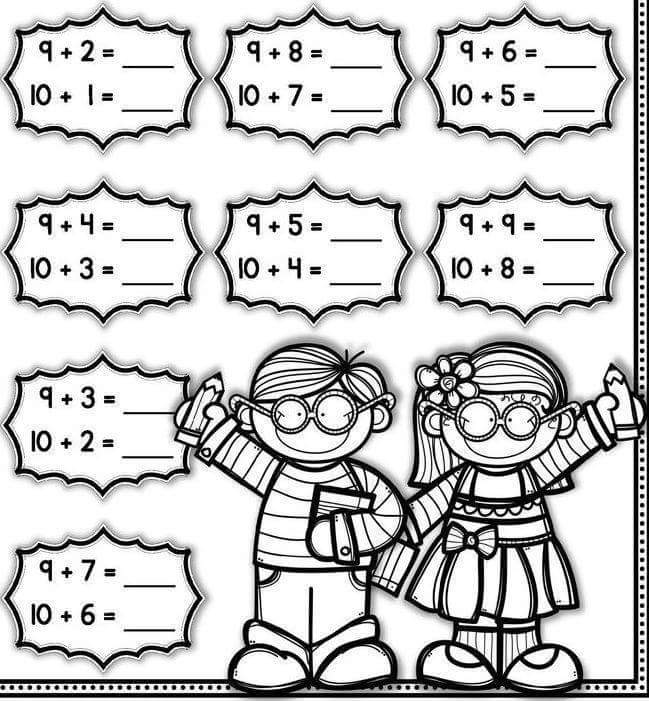 9 + 2 = ____
10 + 1 = ____
9 + 8 = ____
10 + 7 = ____
9 + 6 = ____
10 + 5 = ____
9 + 4 = ____
10 + 3 = ____
9 + 5 = ____
10 + 4 = ____
9 + 9 = ____
10 + 8 = ____
9 + 3 = ____
10 + 2 = ____
9 + 7 = ____
10 + 6 = ____